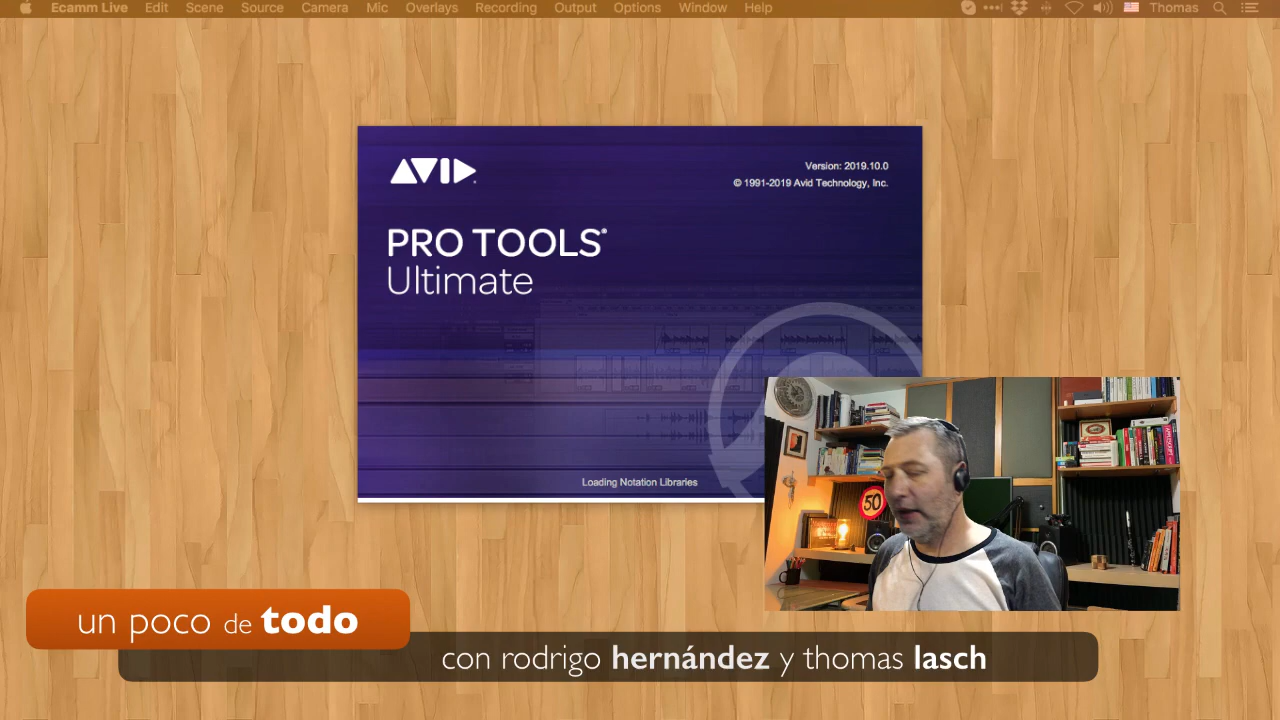 Ecamm Live Edit Scene Source Camera Mic Overlays Recording Output Options Window Help Thomas
AVID
Version: 2019.10.0
© 1991-2019 Avid Technology, Inc.
PRO TOOLS®
Ultimate
Loading Notation Libraries
50
un poco de todo
con rodrigo hernández y thomas lasch